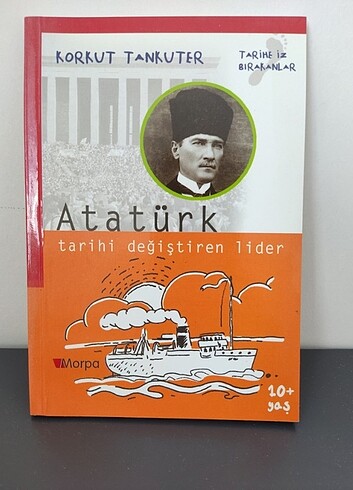 KORKUT TANKUTER
TARİHE İZ
BIRAKANLAR
Atatürk
tarihi değiştiren lider
Morpa
10+
yaş